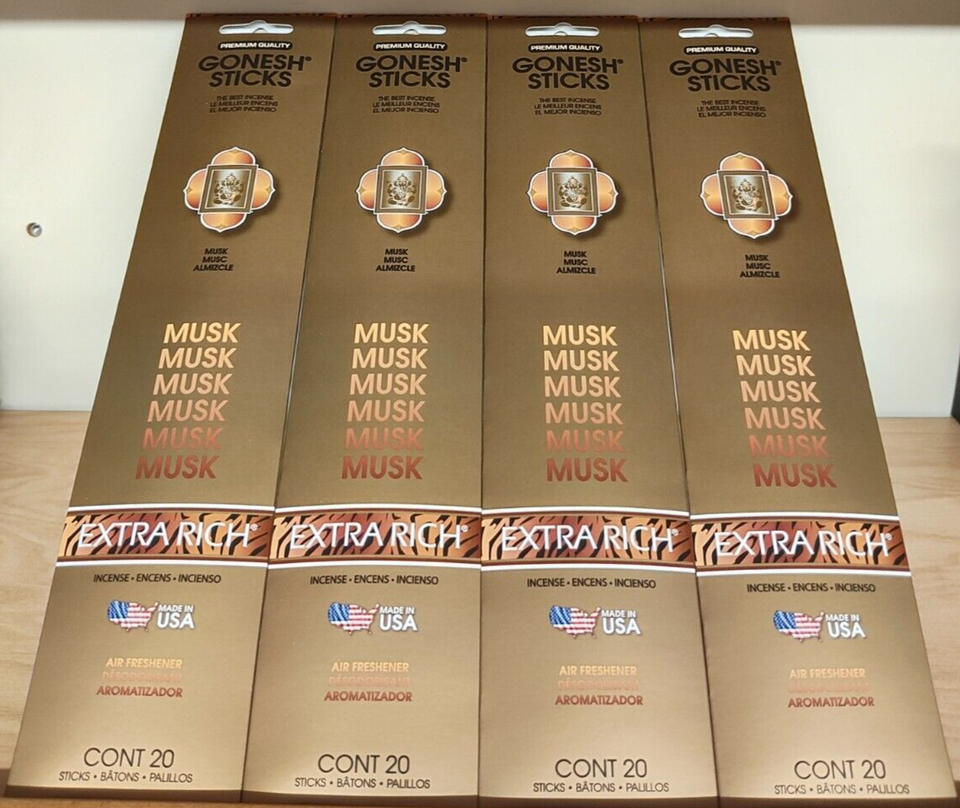 PREMIUM QUALITY
GONESH®
STICKS
THE BEST INCENSE
LE MEILLEUR ENCENS
EL MEJOR INCIENSO
MUSK
MUSC
ALMIZCLE
MUSK
MUSK
MUSK
MUSK
MUSK
MUSK
EXTRA RICH®
INCENSE • ENCENS • INCIENSO
MADE IN
USA
AIR FRESHENER
DÉSODORISANT
AROMATIZADOR
CONT 20
STICKS • BÂTONS • PALILLOS
PREMIUM QUALITY
GONESH®
STICKS
THE BEST INCENSE
LE MEILLEUR ENCENS
EL MEJOR INCIENSO
MUSK
MUSC
ALMIZCLE
MUSK
MUSK
MUSK
MUSK
MUSK
MUSK
EXTRA RICH®
INCENSE • ENCENS • INCIENSO
MADE IN
USA
AIR FRESHENER
DÉSODORISANT
AROMATIZADOR
CONT 20
STICKS • BÂTONS • PALILLOS
PREMIUM QUALITY
GONESH®
STICKS
THE BEST INCENSE
LE MEILLEUR ENCENS
EL MEJOR INCIENSO
MUSK
MUSC
ALMIZCLE
MUSK
MUSK
MUSK
MUSK
MUSK
MUSK
EXTRA RICH®
INCENSE • ENCENS • INCIENSO
MADE IN
USA
AIR FRESHENER
DÉSODORISANT
AROMATIZADOR
CONT 20
STICKS • BÂTONS • PALILLOS
PREMIUM QUALITY
GONESH®
STICKS
THE BEST INCENSE
LE MEILLEUR ENCENS
EL MEJOR INCIENSO
MUSK
MUSC
ALMIZCLE
MUSK
MUSK
MUSK
MUSK
MUSK
MUSK
EXTRA RICH®
INCENSE • ENCENS • INCIENSO
MADE IN
USA
AIR FRESHENER
AROMATIZADOR
CONT 20
STICKS • BÂTONS • PALILLOS